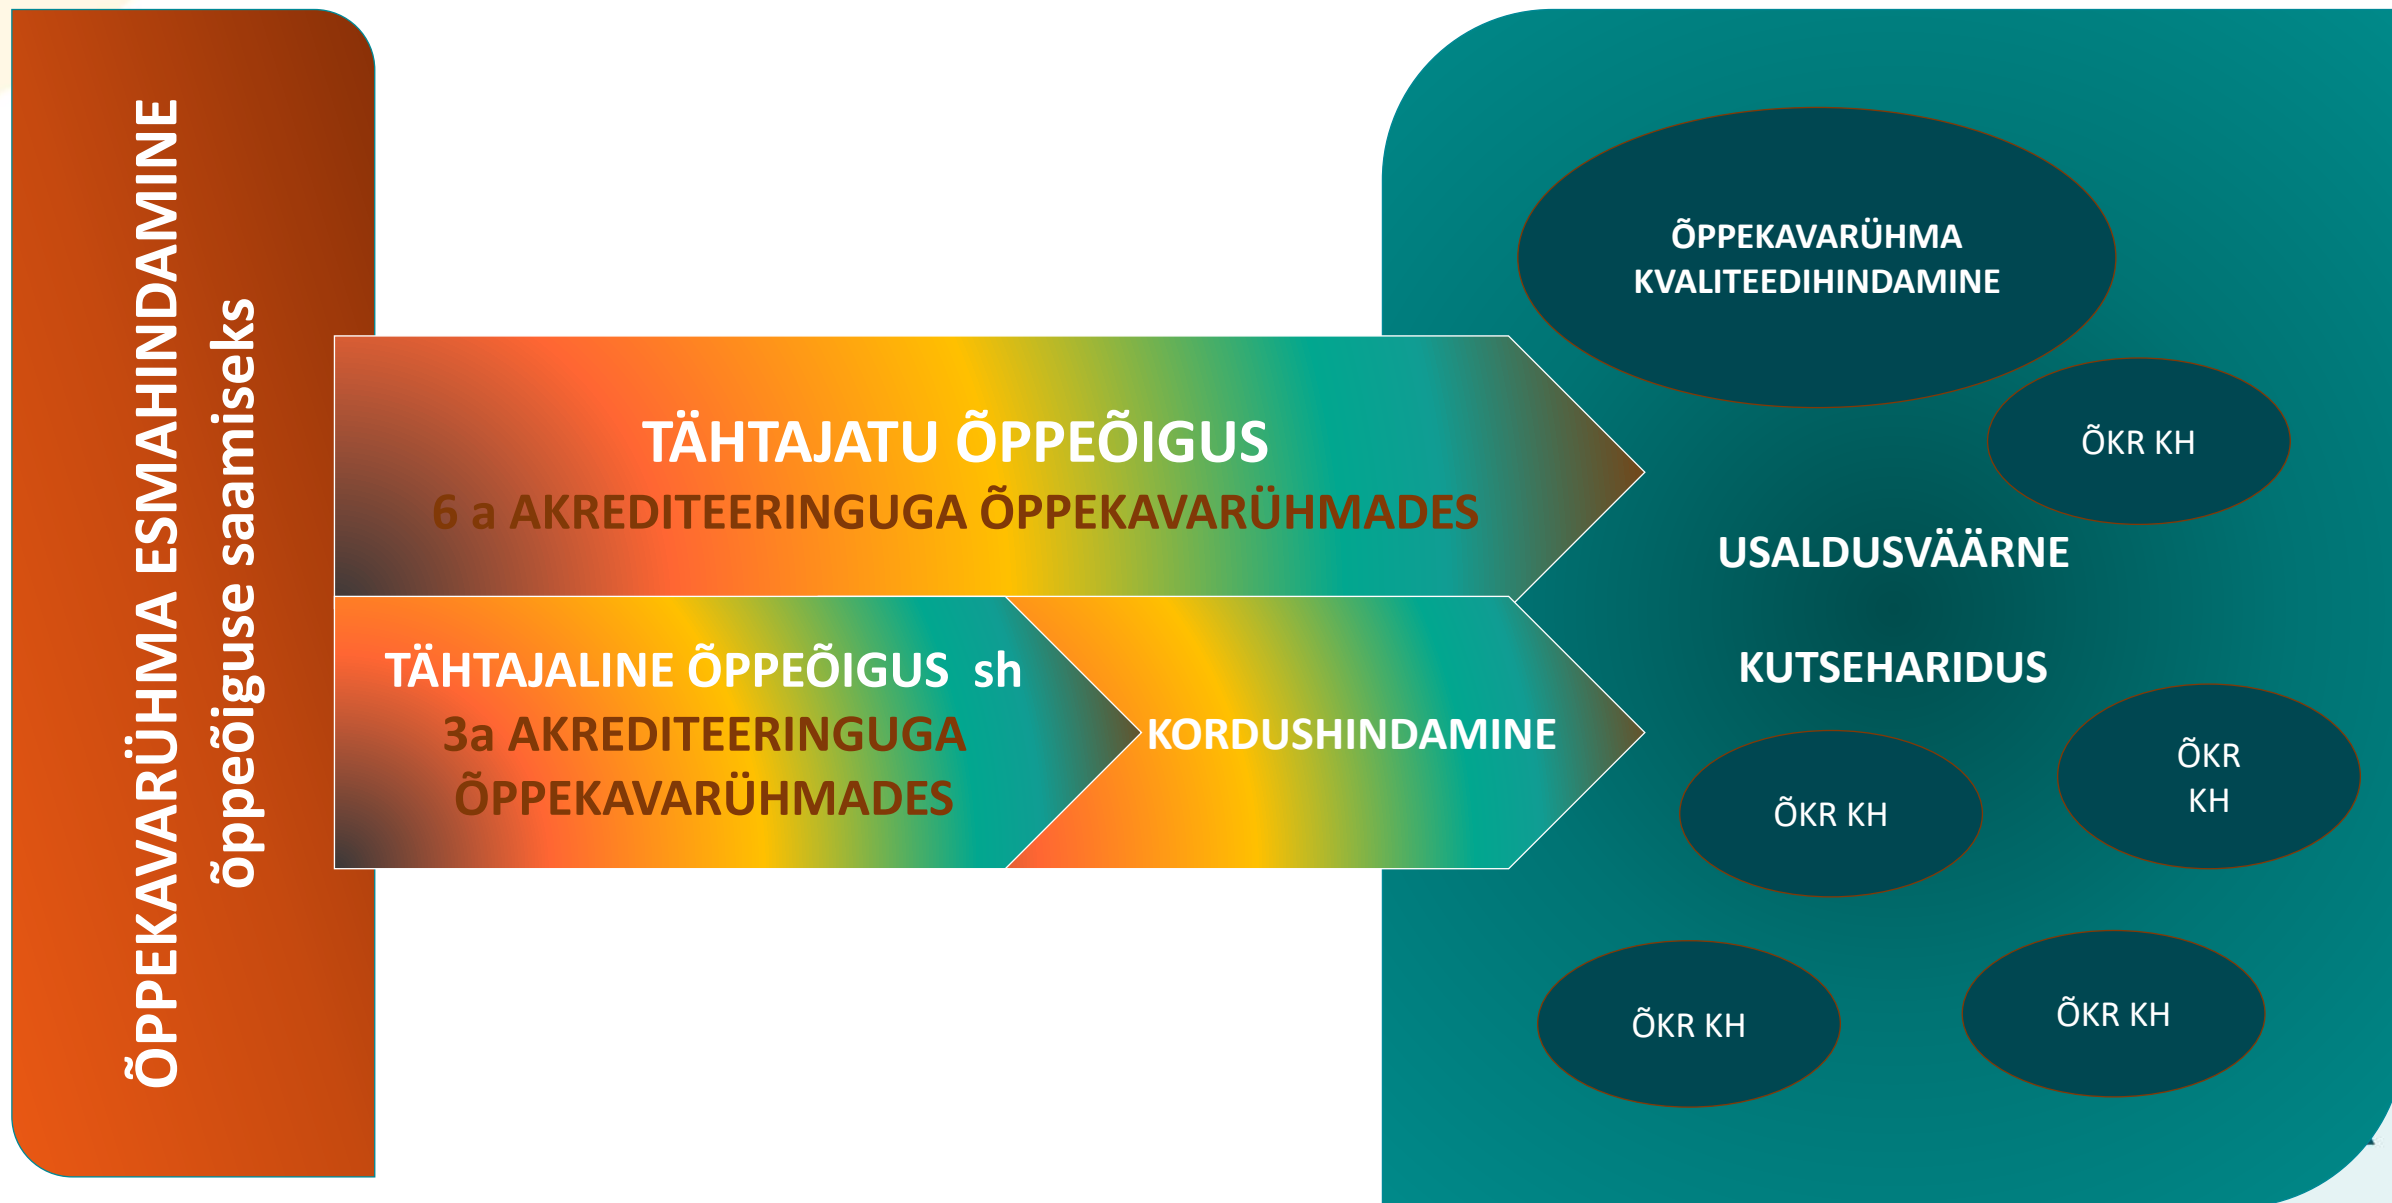 ÕPPEKAVARÜHMA ESMAHINDAMINE
õppeõiguse saamiseks
TÄHTAJATU ÕPPEÕIGUS
6 a AKREDITEERINGUGA ÕPPEKAVARÜHMADES
TÄHTAJALINE ÕPPEÕIGUS sh
3a AKREDITEERINGUGA
ÕPPEKAVARÜHMADES
KORDUSHINDAMINE
ÕPPEKAVARÜHMA
KVALITEEDIHINDAMINE
ÕKR KH
USALDUSVÄÄRNE
KUTSEHARIDUS
ÕKR
KH
ÕKR KH
ÕKR KH
ÕKR KH